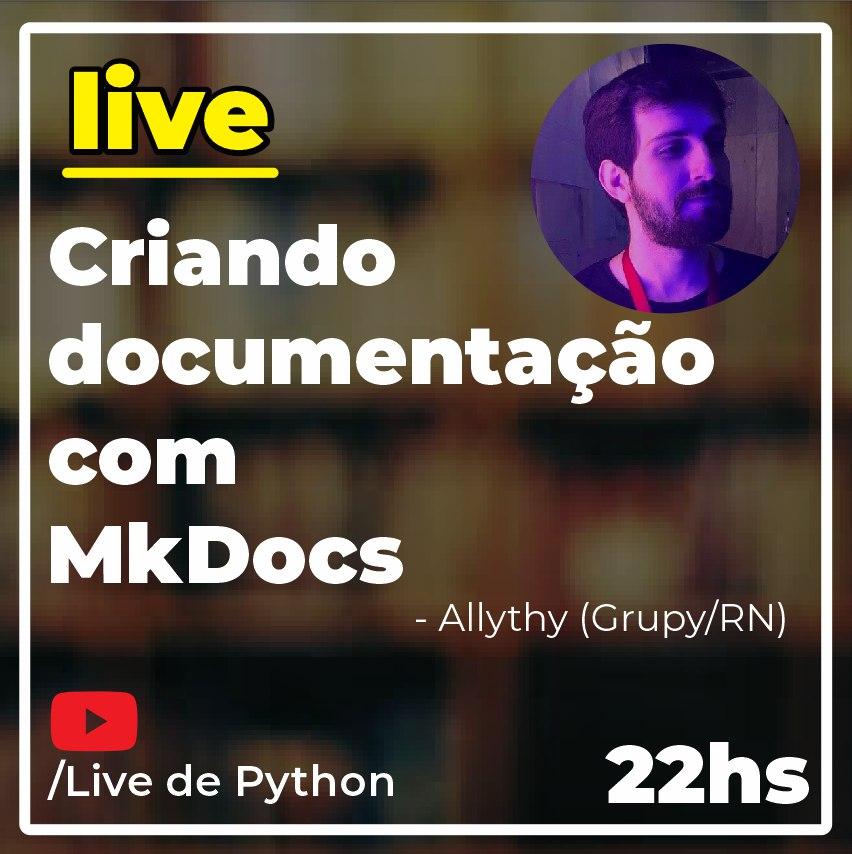 live
Criando
documentação
com
MkDocs
- Allythy (Grupy/RN)
/Live de Python
22hs